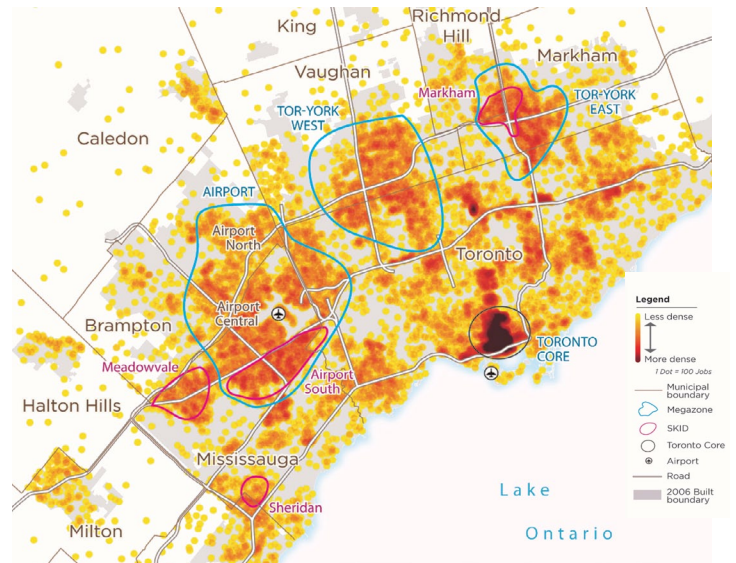 King
Richmond
Hill
Markham
Vaughan
Markham
TOR-YORK
EAST
TOR-YORK
WEST
Caledon
AIRPORT
Airport
North
Toronto
Airport
Central
Brampton
TORONTO
CORE
Meadowvale
Airport
South
Halton Hills
Mississauga
Sheridan
Milton
Lake
Ontario
Legend
Less dense
More dense
1 Dot = 100 Jobs
Municipal
boundary
Megazone
SKID
Toronto Core
Airport
Road
2006 Built
boundary